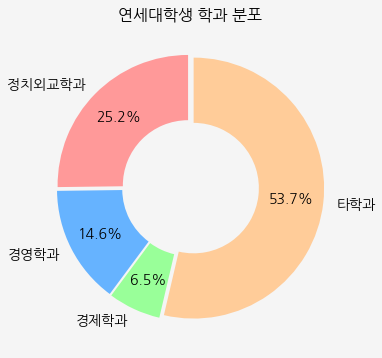 연세대학생 학과 분포
정치외교학과
25.2%
53.7%
타학과
14.6%
경영학과
6.5%
경제학과